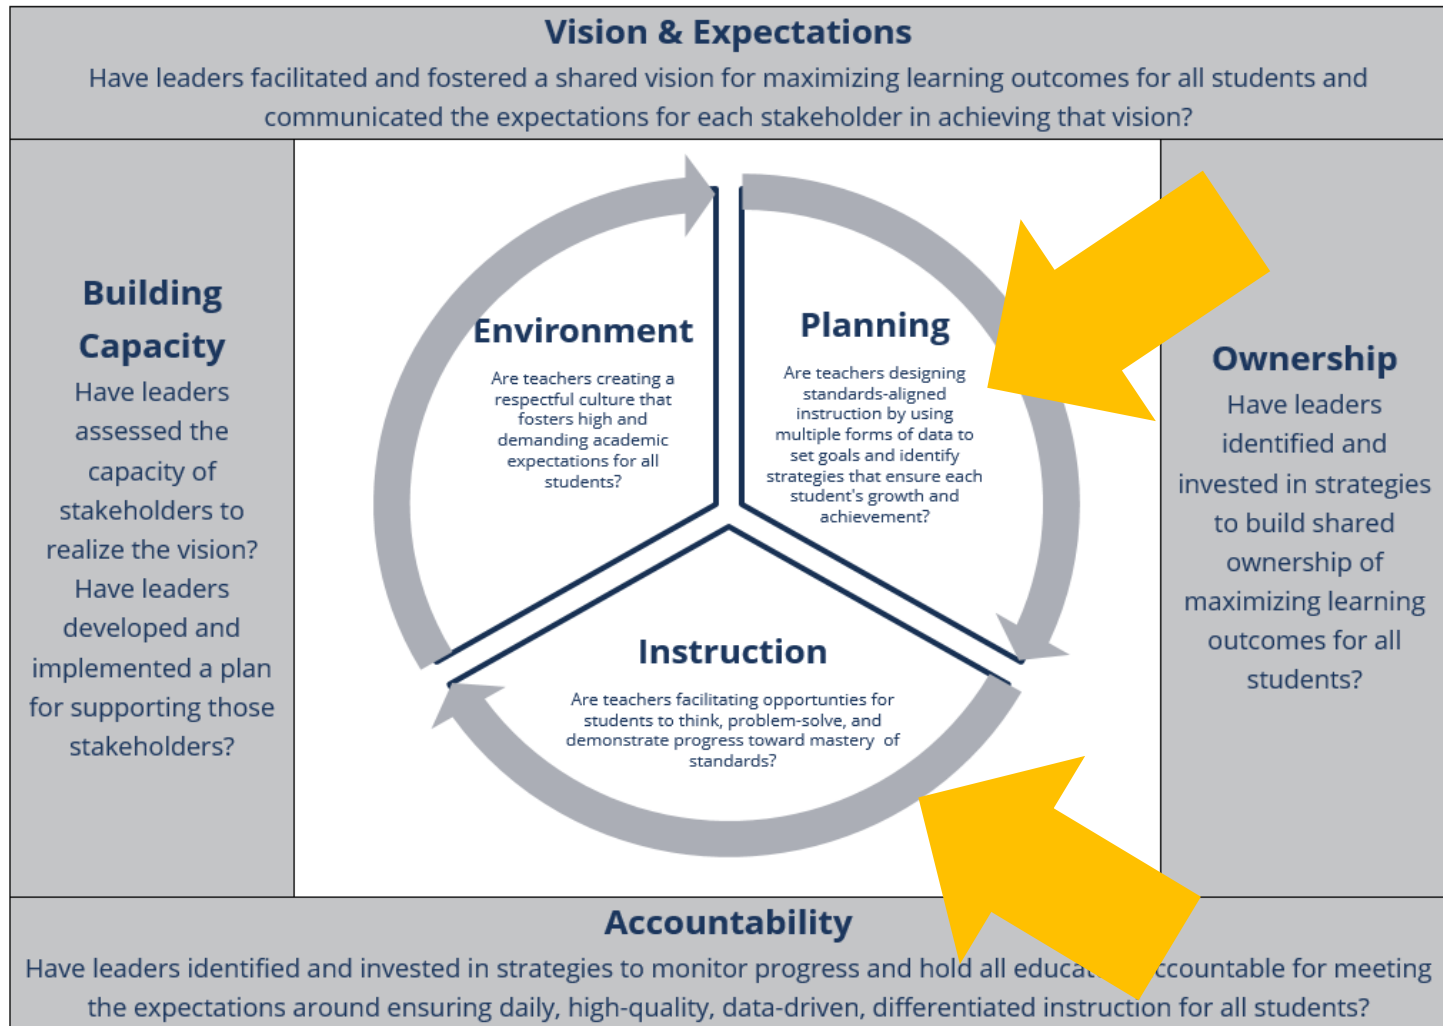 Vision & Expectations
Have leaders facilitated and fostered a shared vision for maximizing learning outcomes for all students and
communicated the expectations for each stakeholder in achieving that vision?
Building
Capacity
Have leaders
assessed the
capacity of
stakeholders to
realize the vision?
Have leaders
developed and
implemented a plan
for supporting those
stakeholders?
Environment
Are teachers creating a
respectful culture that
fosters high and
demanding academic
expectations for all
students?
Planning
Are teachers designing
standards-aligned
instruction by using
multiple forms of data to
set goals and identify
strategies that ensure each
student's growth and
achievement?
Instruction
Are teachers facilitating opportunties for
students to think, problem-solve, and
demonstrate progress toward mastery of
standards?
Ownership
Have leaders
identified and
invested in strategies
to build shared
ownership of
maximizing learning
outcomes for all
students?
Accountability
Have leaders identified and invested in strategies to monitor progress and hold all for meeting
the expectations around ensuring daily, high-quality, data-driven, differentiated instruction for all students?